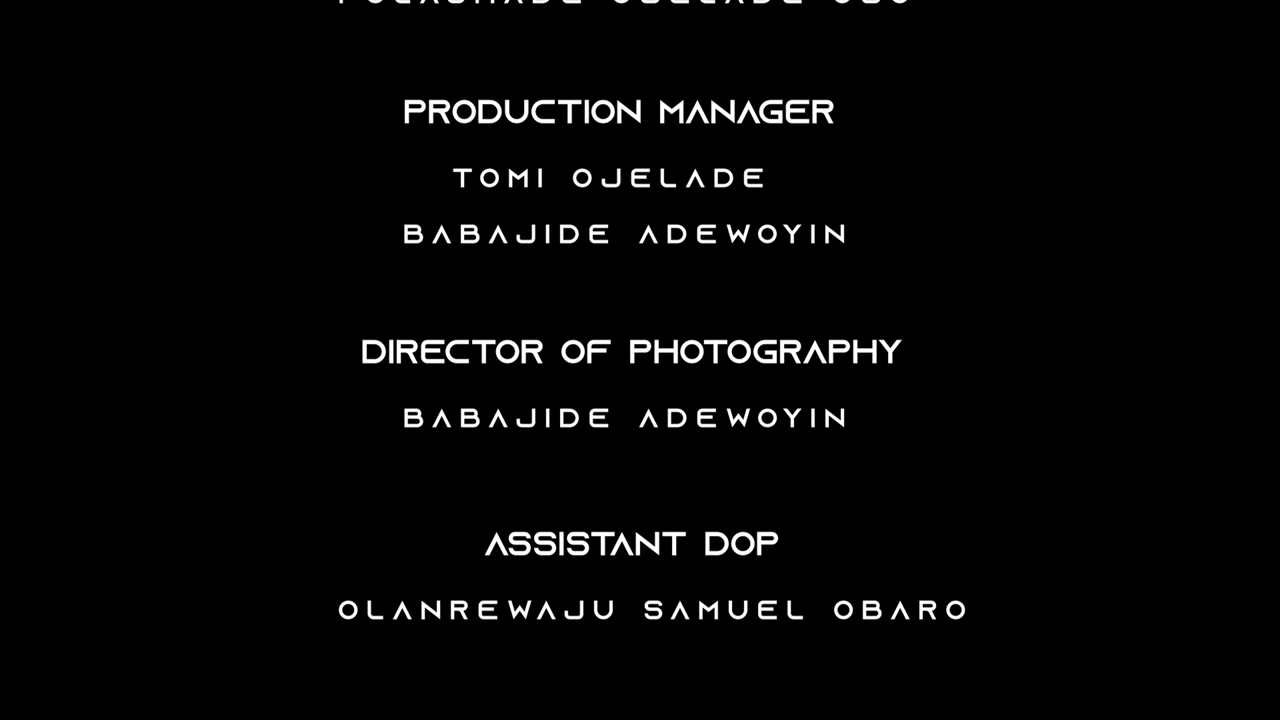 PRODUCTION MANAGER
TOMI OJELADE
BABAJIDE ADEWOYIN
DIRECTOR OF PHOTOGRAPHY
BABAJIDE ADEWOYIN
ASSISTANT DOP
OLANREWAJU SAMUEL OBARO